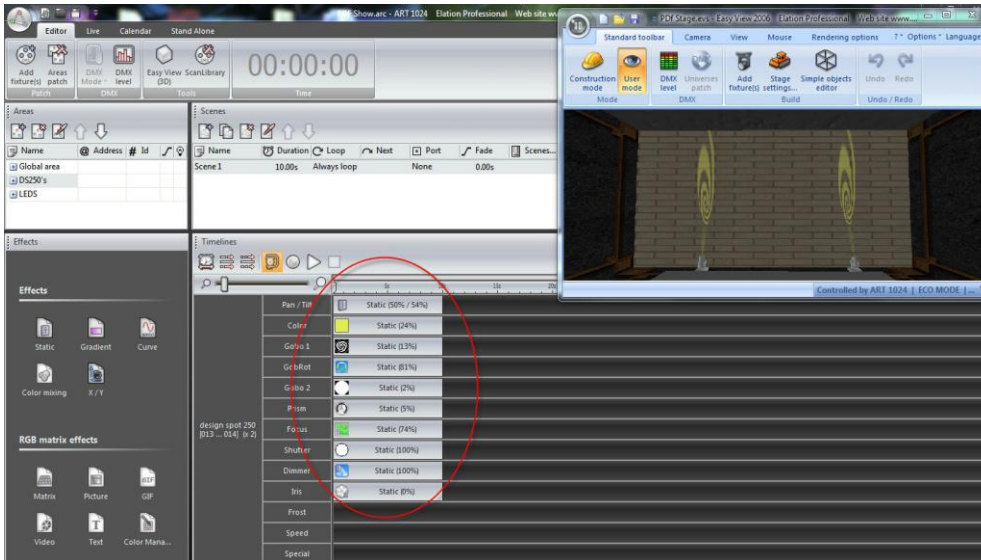 PDF Show.arc - ART 1024   Elation Professional   Web site
Editor Live Calendar Stand Alone
Add fixture(s)
Areas patch
DMX Mode
DMX level
Easy View (3D)
ScanLibrary
00:00:00
Patch DMX Tools Time
Areas
Name @ Address # Id
Global area
DS250's
LEDS
Scenes
Name Duration Loop Next Port Fade Scenes...
Scene 1 10.00s Always loop None 0.00s
PDF Stage.evs - Easy View 2006   Elation Professional   Web site www....
Standard toolbar Camera View Mouse Rendering options ? Options Language
Construction mode
User mode
DMX level
Universes patch
Add fixture(s)
Stage settings...
Simple objects editor
Undo Redo
Mode DMX Build Undo / Redo
Controlled by ART 1024 | ECO MODE |...
Effects
Effects
Static Gradient Curve
Color mixing X / Y
RGB matrix effects
Matrix Picture GIF
Video Text Color Mana...
Timelines
design spot 250
[013 ... 014] (x 2)
Pan / Tilt Static (50% / 54%)
Color Static (24%)
Gobo 1 Static (13%)
GobRot Static (81%)
Gobo 2 Static (2%)
Prism Static (5%)
Focus Static (74%)
Shutter Static (100%)
Dimmer Static (100%)
Iris Static (0%)
Frost
Speed
Special